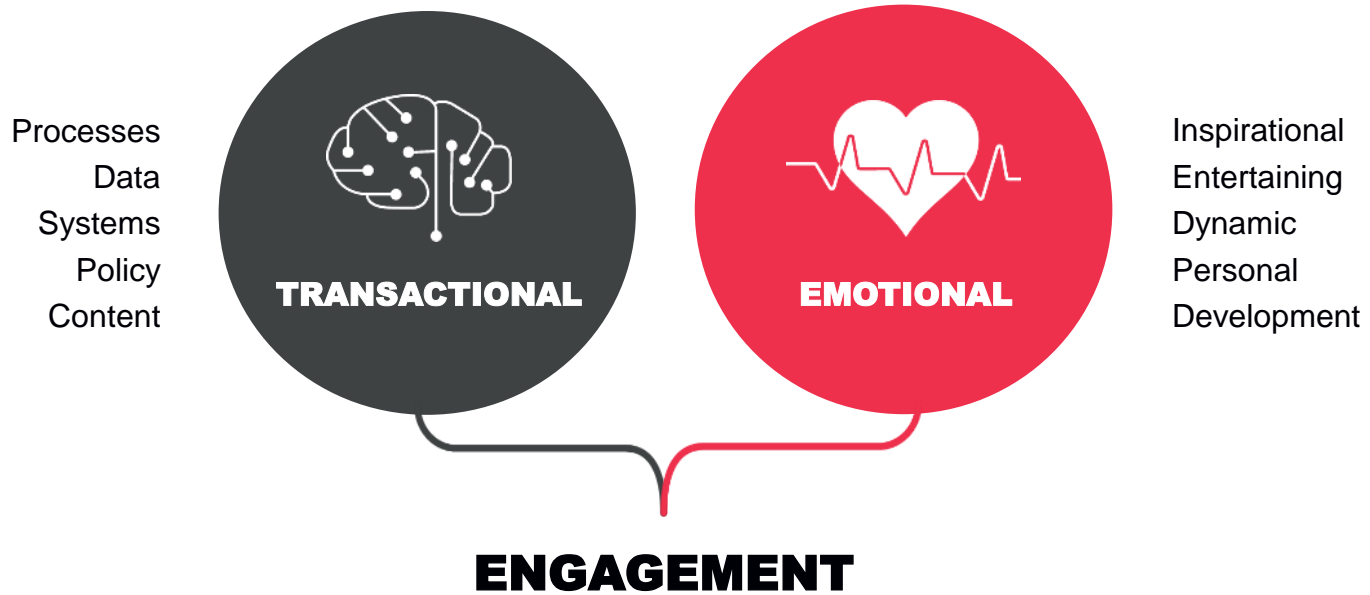 Processes
Data
Systems
Policy
Content
TRANSACTIONAL
EMOTIONAL
Inspirational
Entertaining
Dynamic
Personal
Development
ENGAGEMENT